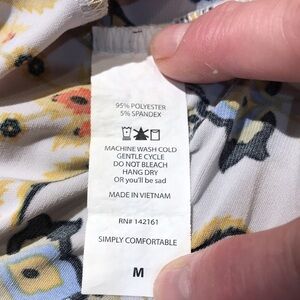 95% POLYESTER
5% SPANDEX
MACHINE WASH COLD
GENTLE CYCLE
DO NOT BLEACH
HANG DRY
OR you'll be sad
MADE IN VIETNAM
RN# 142161
SIMPLY COMFORTABLE
M